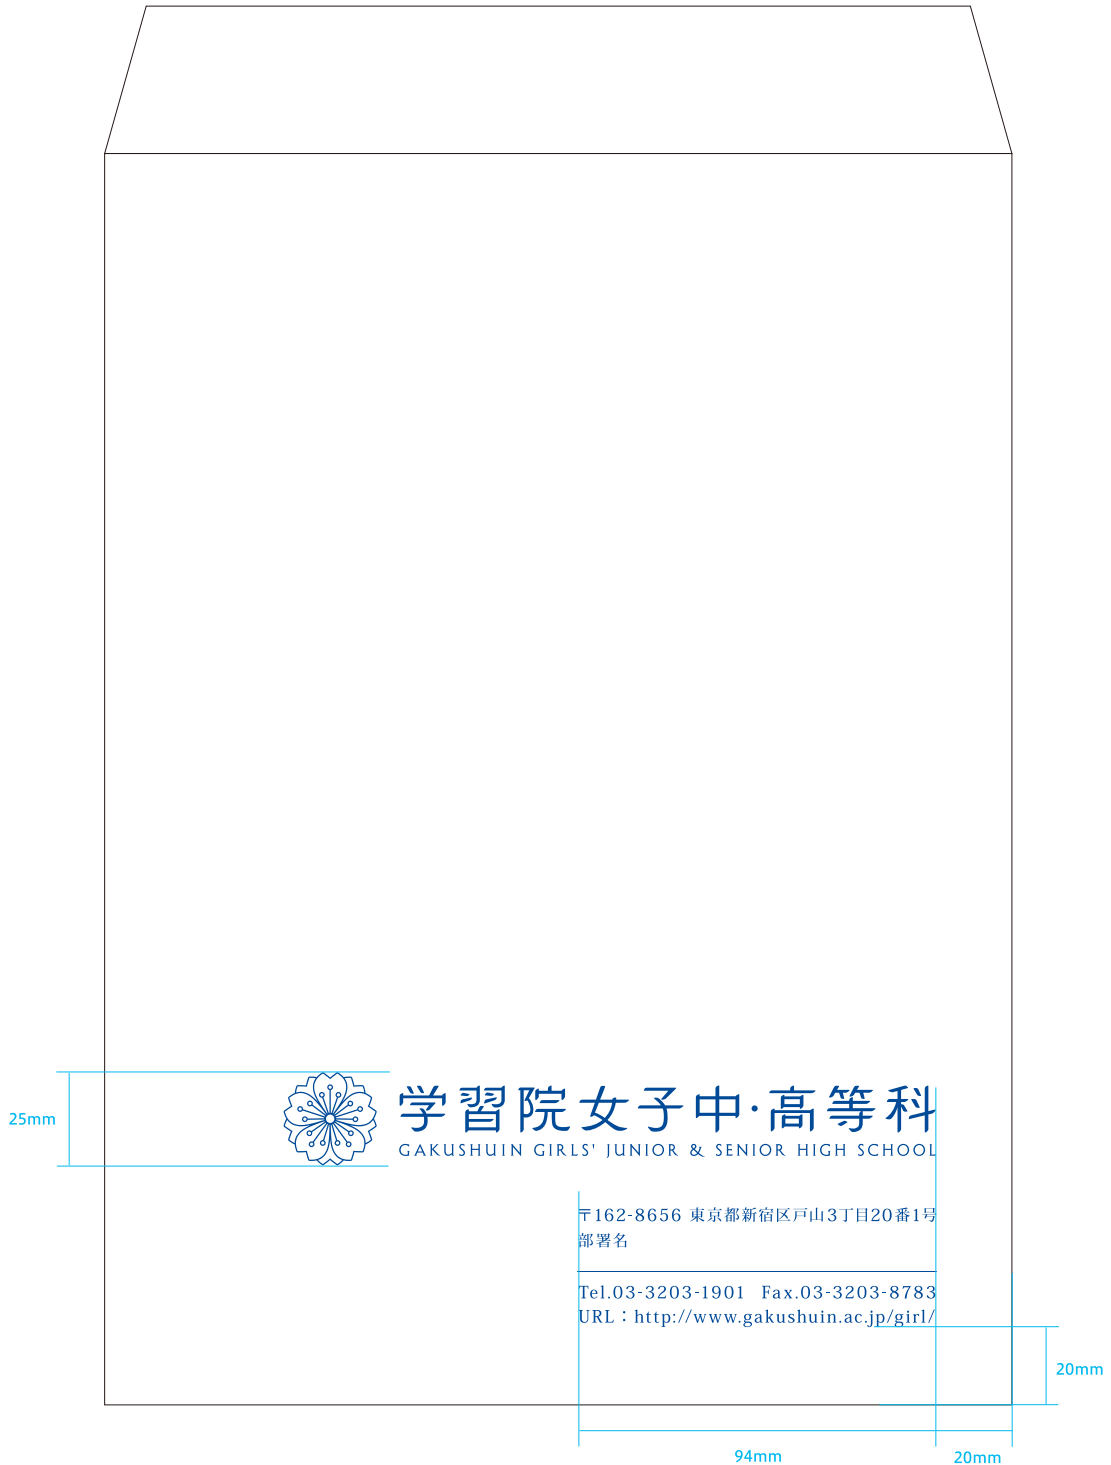 25mm
学習院女子中・高等科
GAKUSHUIN GIRLS' JUNIOR & SENIOR HIGH SCHOOL
〒162-8656 東京都新宿区戸山3丁目20番1号
部署名
Tel.03-3203-1901 Fax.03-3203-8783
URL：http://www.gakushuin.ac.jp/girl/
20mm
94mm
20mm